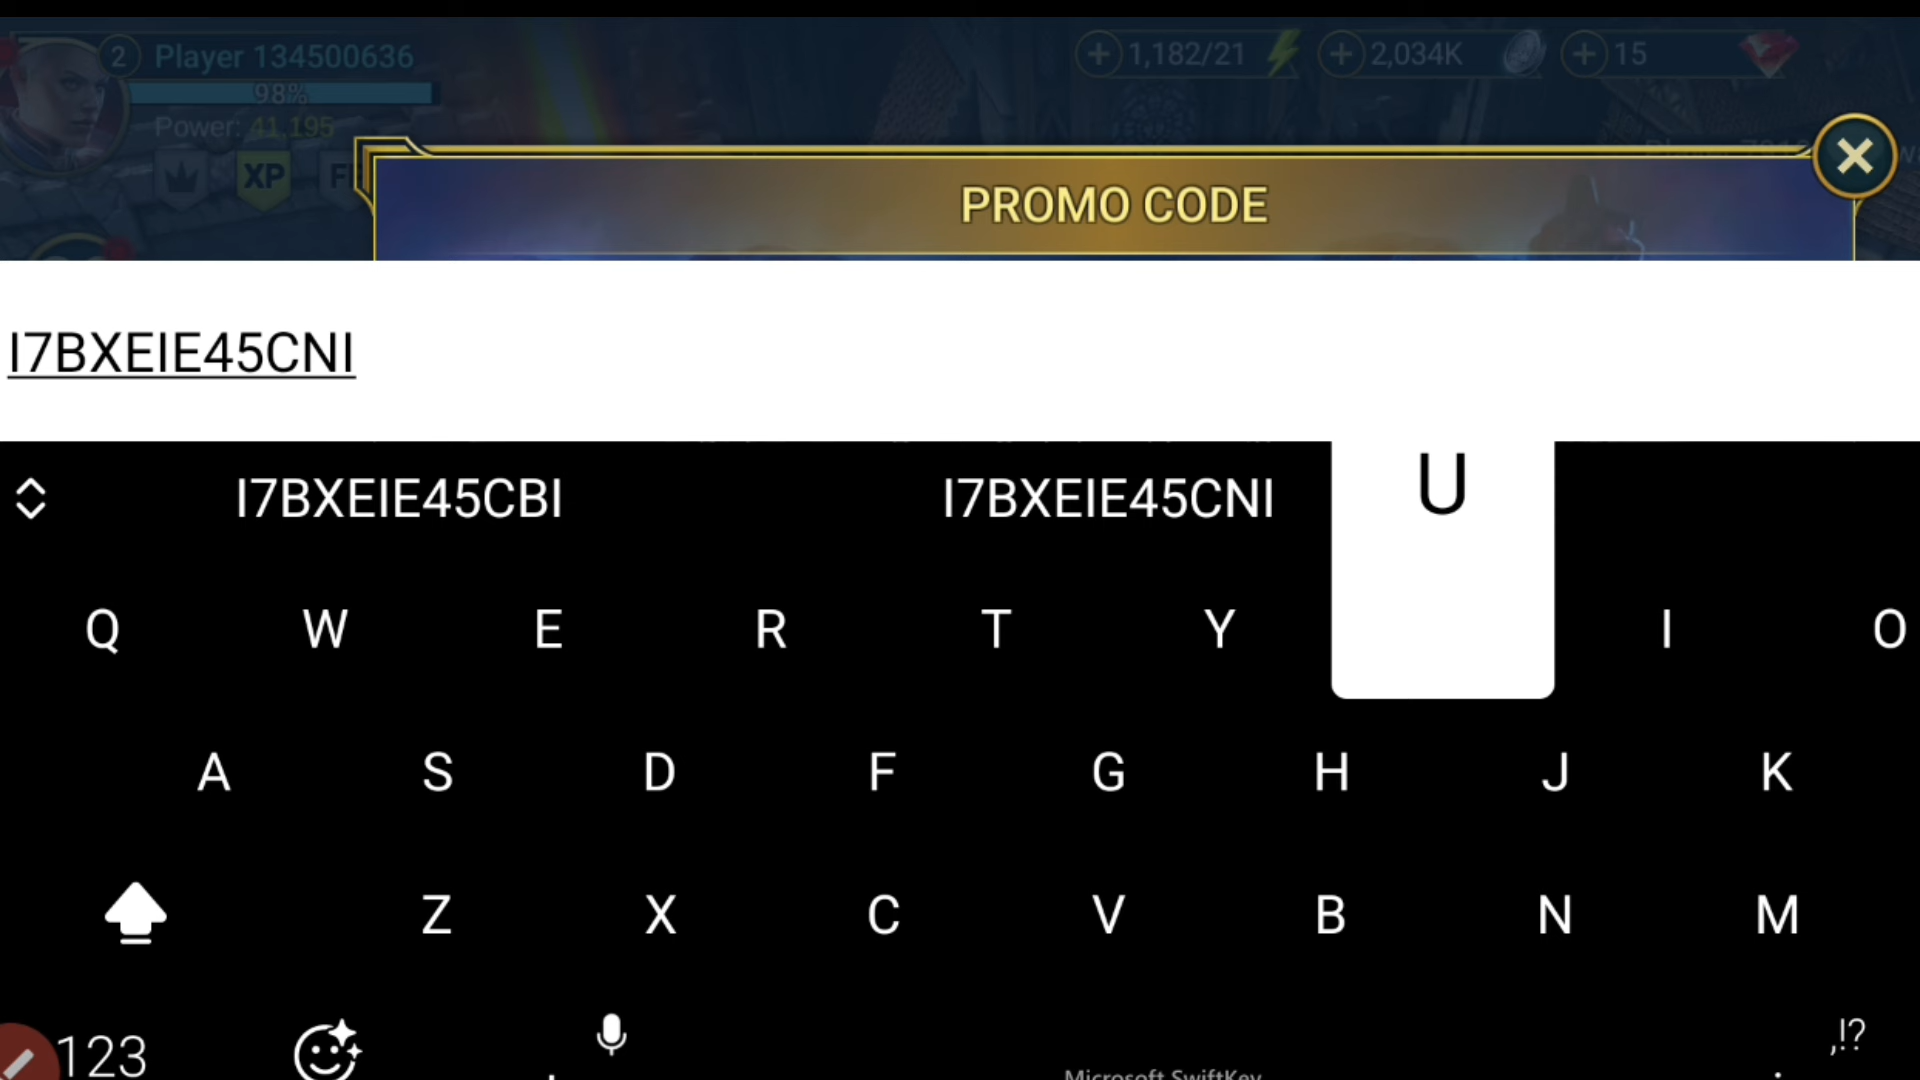 2 Player 134500636 1,182/21 2,034K 15
98%
Power: 41,195
XP
PROMO CODE
I7BXEIE45CNI
I7BXEIE45CBI I7BXEIE45CNI U
Q W E R T Y I O
A S D F G H J K
Z X C V B N M
123 ,!?
Microsoft SwiftKey